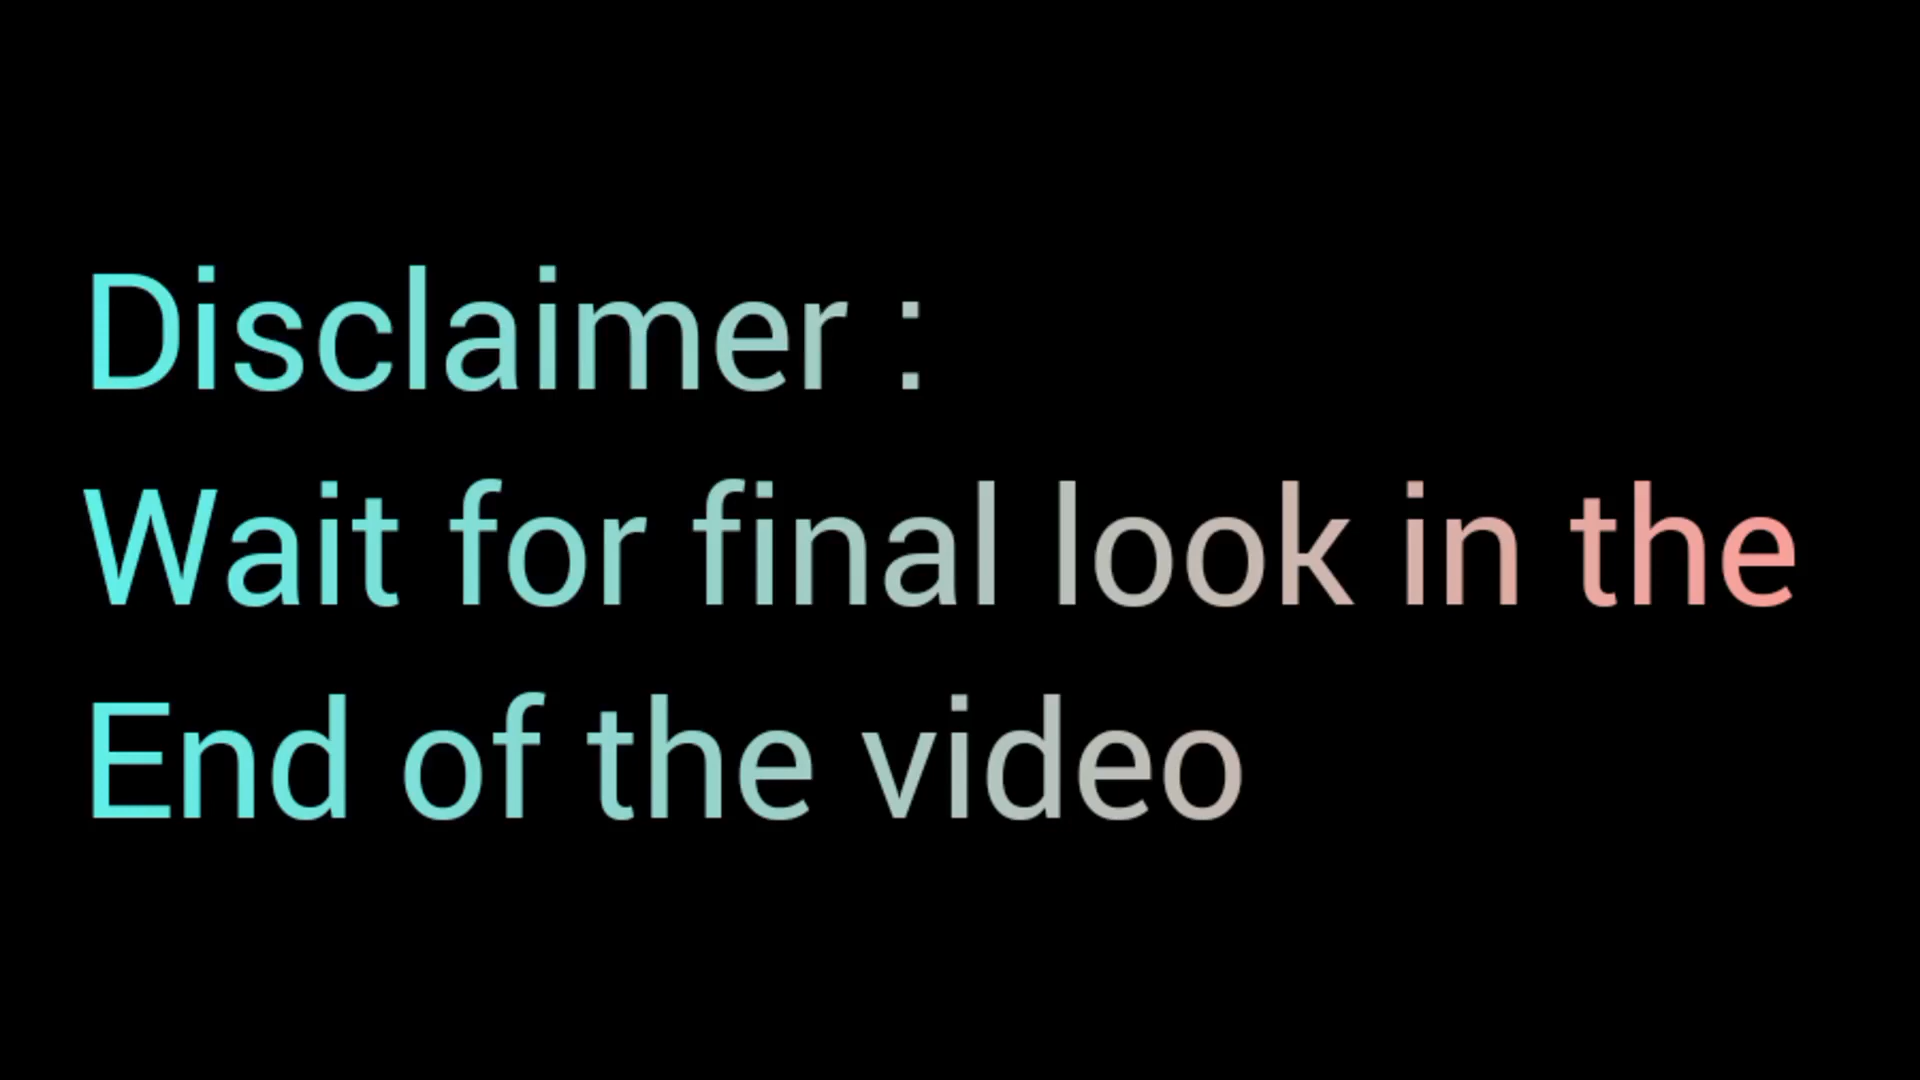 Disclaimer :
Wait for final look in the
End of the video